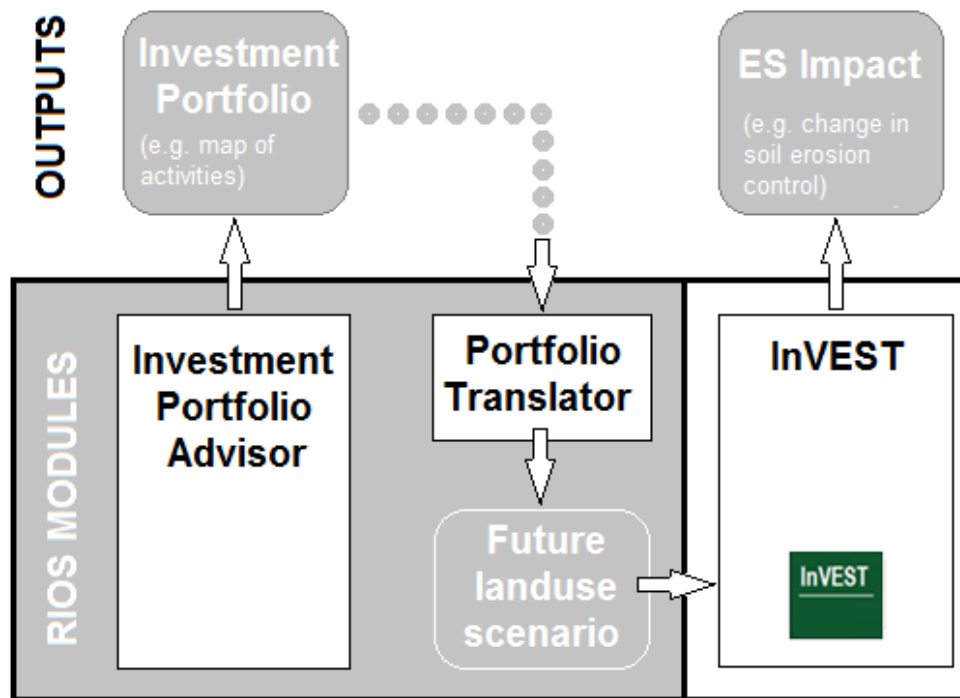 OUTPUTS
Investment
Portfolio
(e.g. map of
activities)
ES Impact
(e.g. change in
soil erosion
control)
RIOS MODULES
Investment
Portfolio
Advisor
Portfolio
Translator
Future
landuse
scenario
InVEST
InVEST